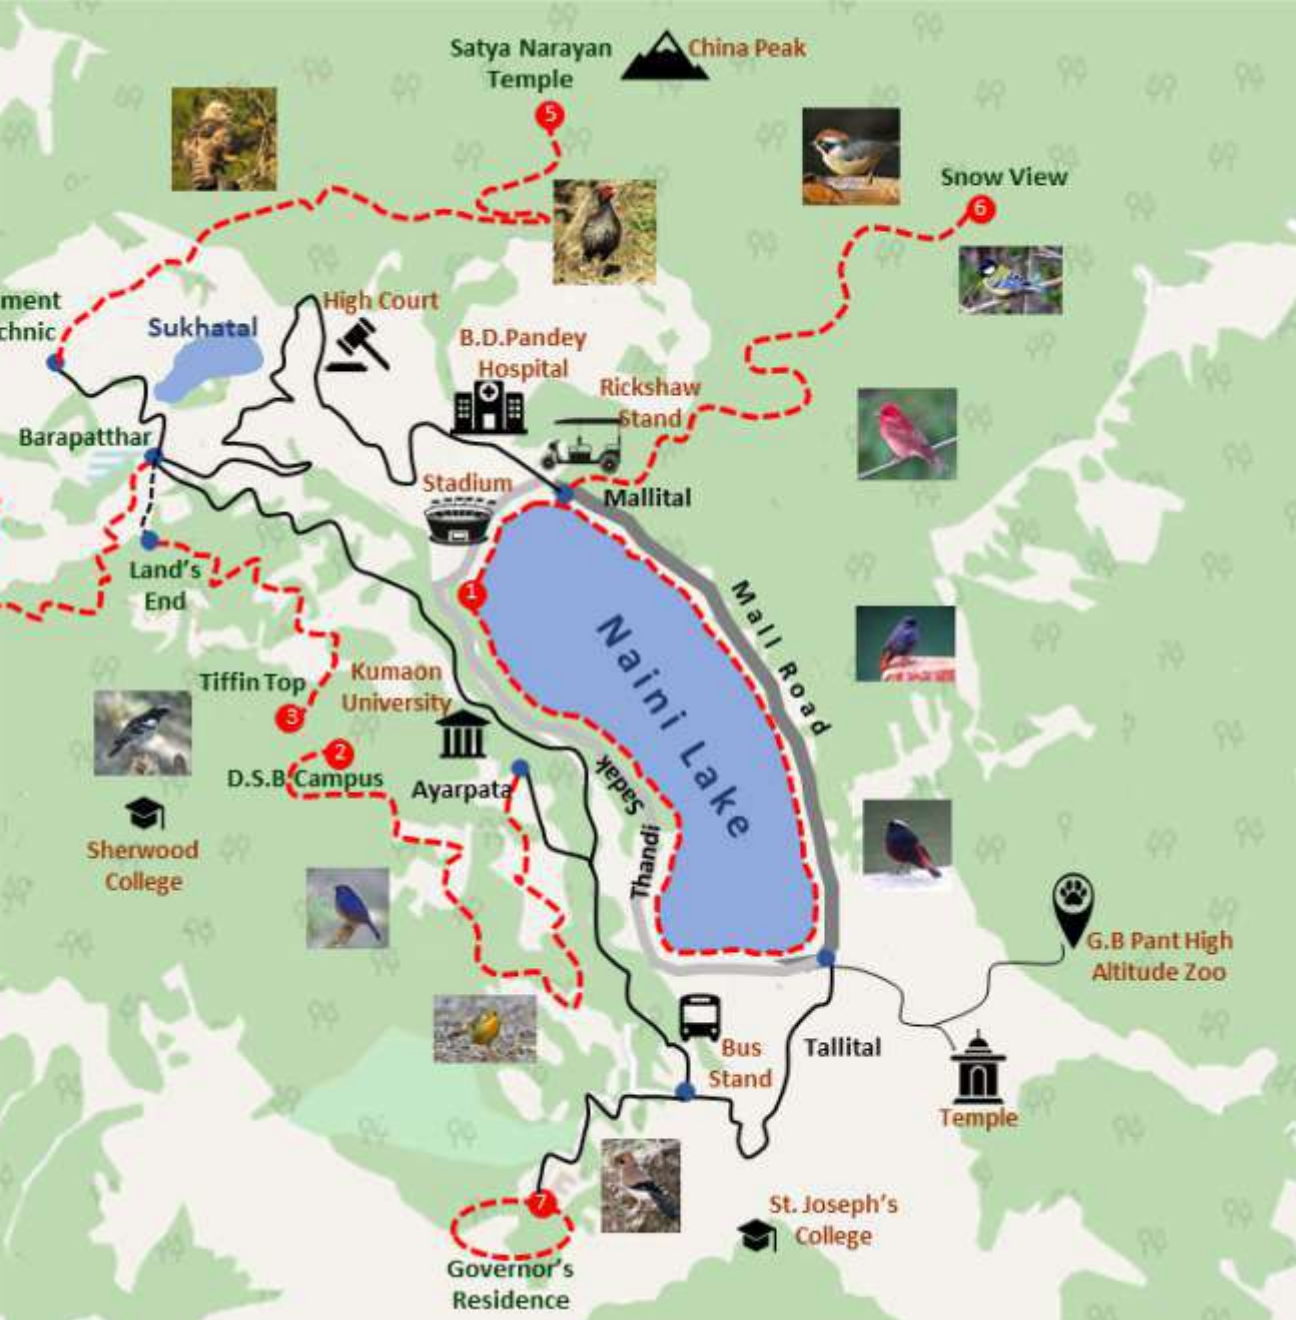 Satya Narayan
Temple
China Peak
5
Snow View
6
ment
chnic
Sukhatal
High Court
B.D.Pandey
Hospital
Rickshaw
Stand
Barapatthar
Stadium
Mallital
Land's
End
1
Mall Road
Naini Lake
Tiffin Top
3
Kumaon
University
2
D.S.B Campus
Ayarpata
Thandi Sadak
Sherwood
College
G.B Pant High
Altitude Zoo
Bus
Stand
Tallital
Temple
7
St. Joseph's
College
Governor's
Residence